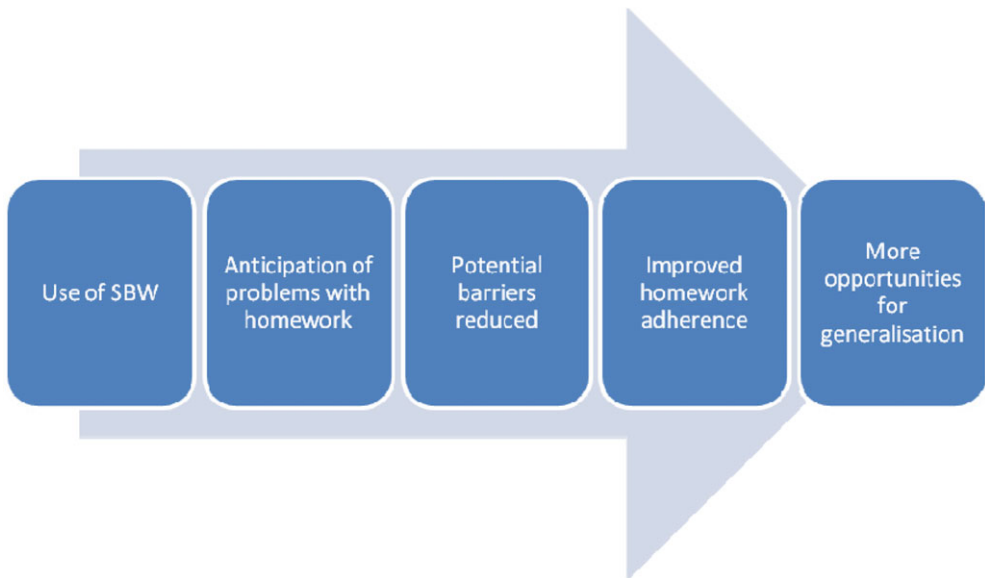 Use of SBW
Anticipation of
problems with
homework
Potential
barriers
reduced
Improved
homework
adherence
More
opportunities
for
generalisation